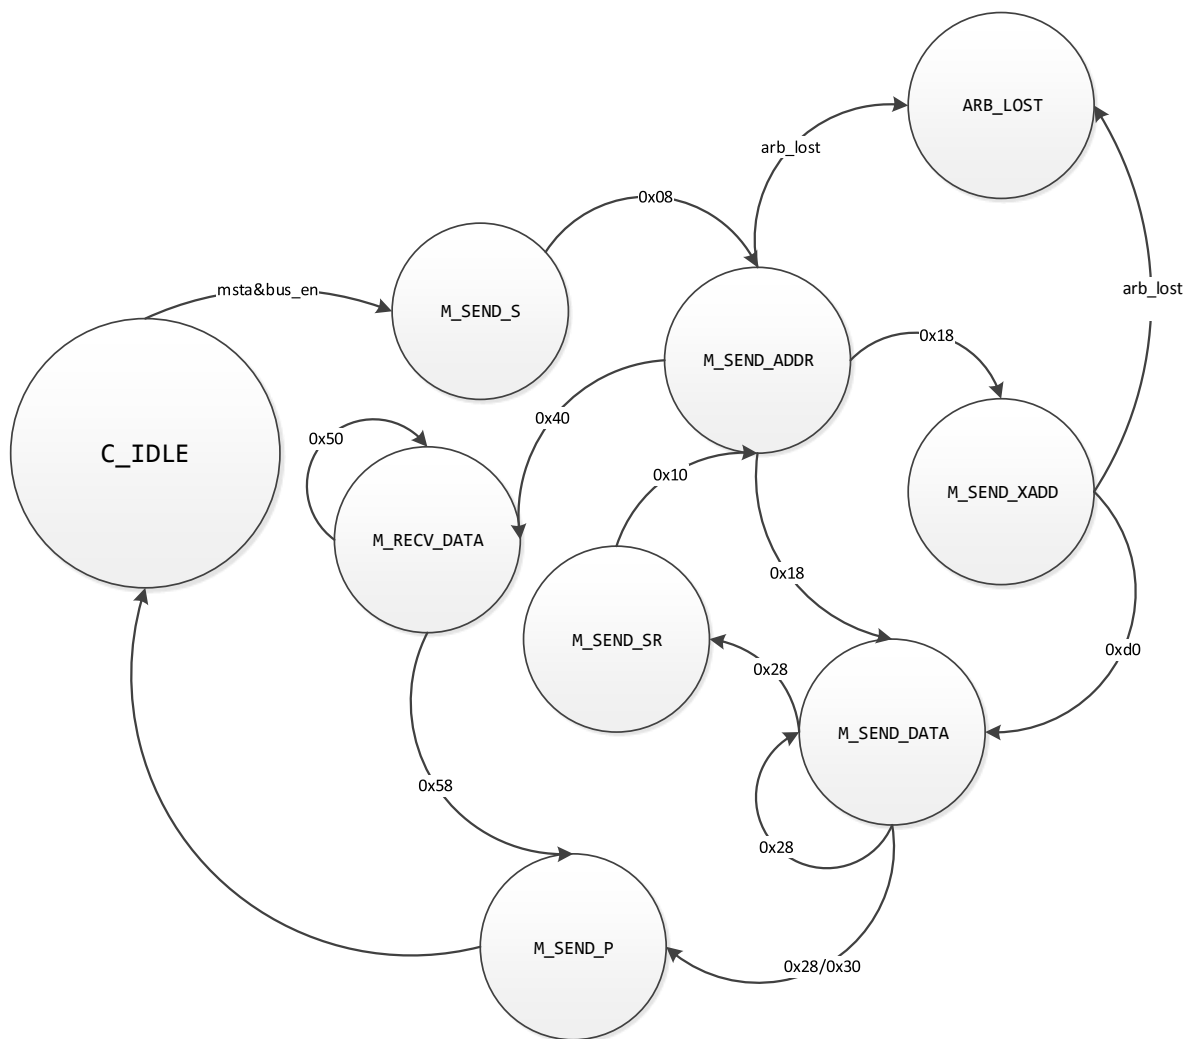 ARB_LOST
arb_lost
0x08
msta&bus_en
arb_lost
M_SEND_S
0x18
M_SEND_ADDR
0x40
0x50
C_IDLE
0x10
M_SEND_XADD
M_RECV_DATA
0x18
M_SEND_SR
0xd0
0x28
M_SEND_DATA
0x58
0x28
M_SEND_P
0x28/0x30